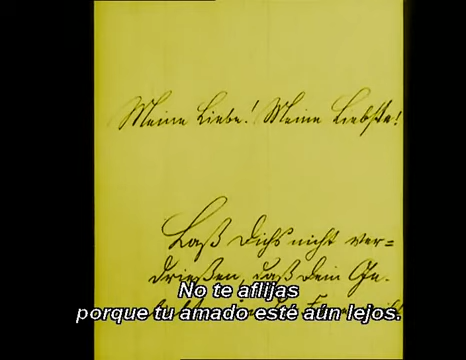 Meine Liebe! Meine Liebste!
Laß Dichs nicht ver=
drießen, daß dein Ge-
No te aflijas
porque tu amado esté aún lejos.